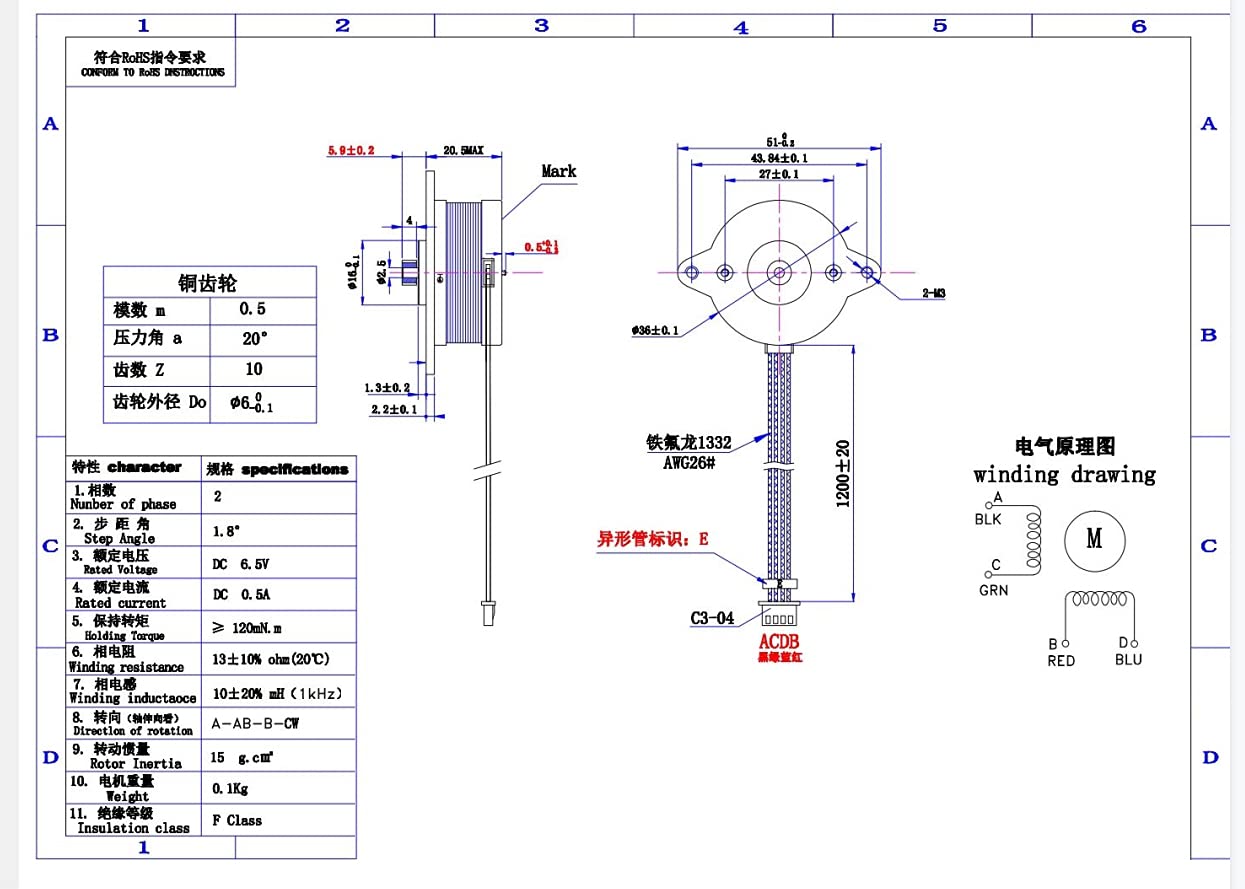 1 2 3 4 5 6
符合RoHS指令要求
CONFORM TO RoHS INSTROCTIONS
A A
5.9±0.2
20.5MAX
Mark
4
0.5+0.1
Φ16 0 -0.1
Φ2.5
1.3±0.2
2.2±0.1
51 0 -0.2
43.84±0.1
27±0.1
2-M3
Φ36±0.1
B B
铜齿轮
模数 m 0.5
压力角 a 20°
齿数 Z 10
齿轮外径 Do Φ6 0 -0.1
铁氟龙1332
AWG26#
1200±20
异形管标识：E
E
C3-04
ACDB
黑绿蓝红
电气原理图
winding drawing
A
BLK
M
C
GRN
B D
RED BLU
C C
特性 character 规格 specifications
1.相数
Nunber of phase 2
2. 步 距 角
Step Angle 1.8°
3. 额定电压
Rated Voltage DC 6.5V
4. 额定电流
Rated current DC 0.5A
5. 保持转矩
Holding Torque ≥ 120mN.m
6. 相电阻
Winding resistance 13±10% ohm(20℃)
7. 相电感
Winding inductaoce 10±20% mH（1kHz）
8. 转向（轴伸向看）
Direction of rotation A-AB-B-CW
9. 转动惯量
Rotor Inertia 15 g.cm²
10. 电机重量
Weight 0.1Kg
11. 绝缘等级
Insulation class F Class
D D
1